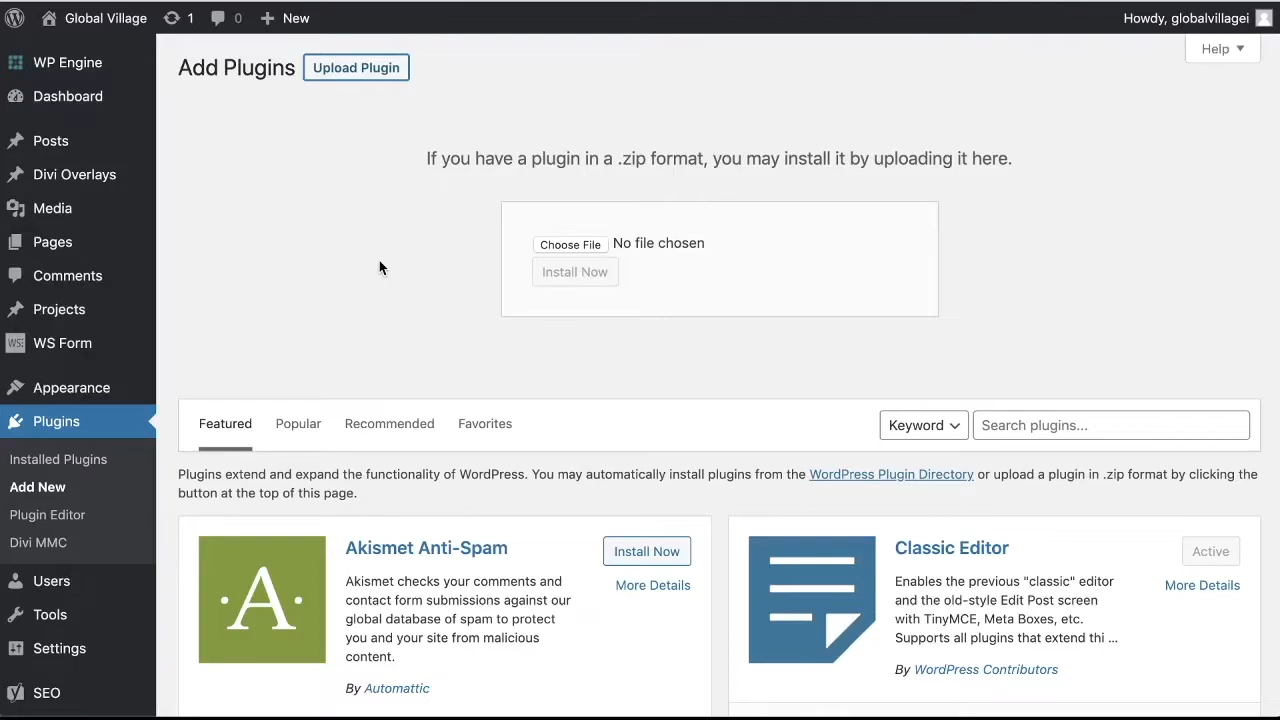 Global Village 1 0 New Howdy, globalvillagei
WP Engine
Dashboard
Posts
Divi Overlays
Media
Pages
Comments
Projects
WS: WS Form
Appearance
Plugins
Installed Plugins
Add New
Plugin Editor
Divi MMC
Users
Tools
Settings
SEO
Help
Add Plugins Upload Plugin
If you have a plugin in a .zip format, you may install it by uploading it here.
Choose File No file chosen
Install Now
Featured Popular Recommended Favorites Keyword Search plugins...
Plugins extend and expand the functionality of WordPress. You may automatically install plugins from the WordPress Plugin Directory or upload a plugin in .zip format by clicking the
button at the top of this page.
A
Akismet Anti-Spam Install Now
More Details
Akismet checks your comments and
contact form submissions against our
global database of spam to protect
you and your site from malicious
content.
By Automattic
Classic Editor Active
More Details
Enables the previous "classic" editor
and the old-style Edit Post screen
with TinyMCE, Meta Boxes, etc.
Supports all plugins that extend thi ...
By WordPress Contributors